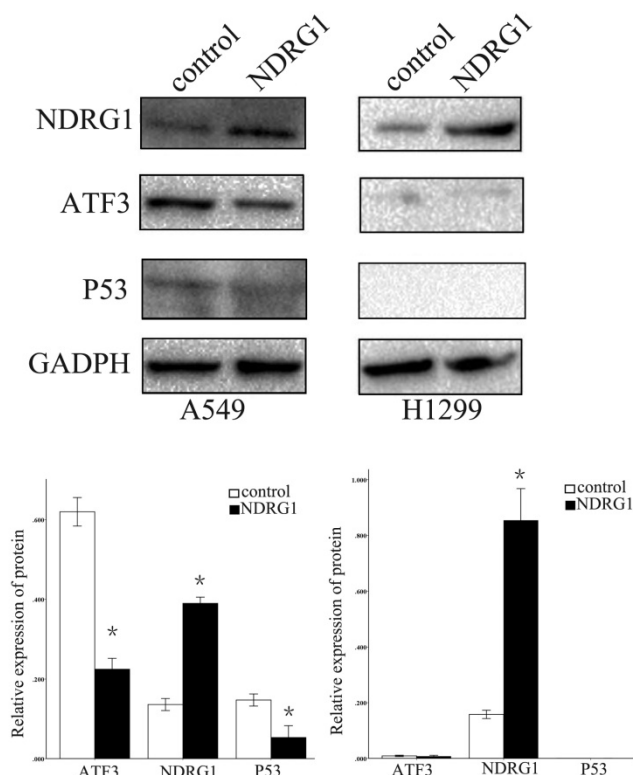 control NDRG1 control NDRG1
NDRG1
ATF3
P53
GADPH
A549 H1299
control
NDRG1
Relative expression of protein
.600
.400
.200
.000
*
*
*
ATF3 NDRG1 P53
control
NDRG1
Relative expression of protein
1.000
.800
.600
.400
.200
.000
*
ATF3 NDRG1 P53